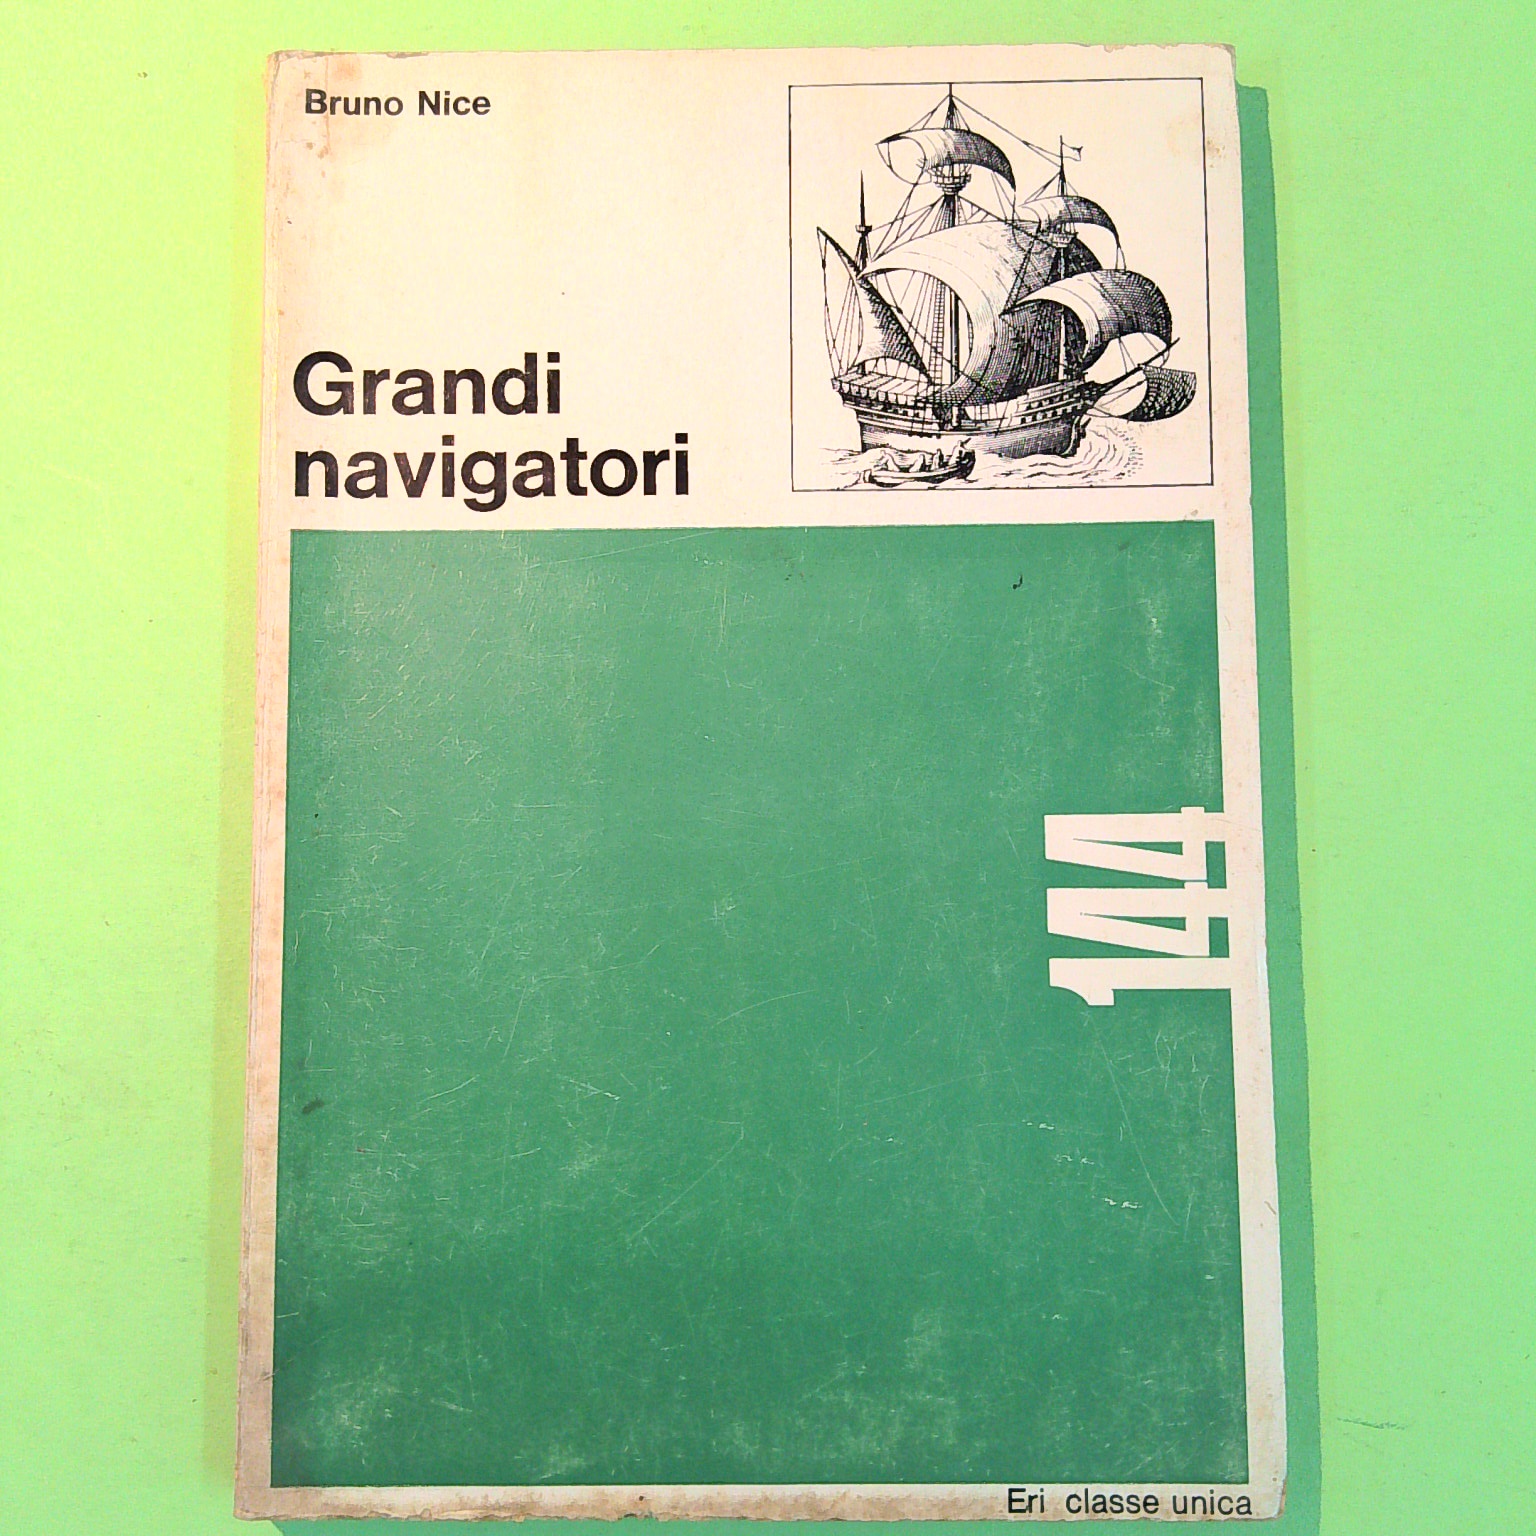 Bruno Nice
Grandi
navigatori
144
Eri classe unica